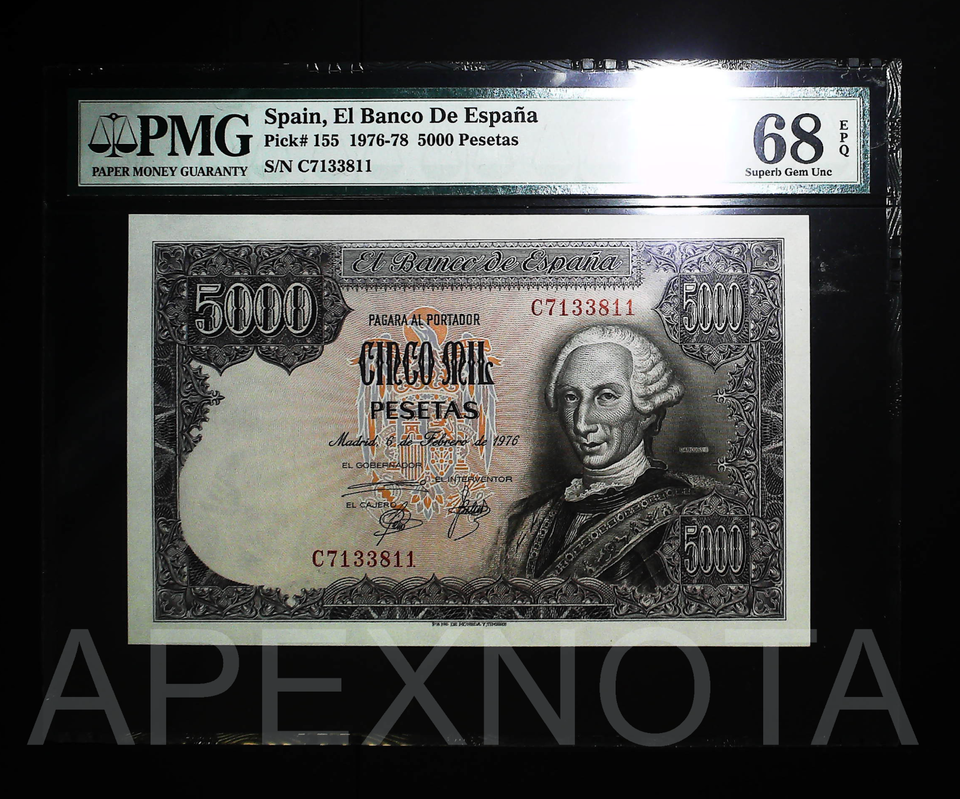 PMG
PAPER MONEY GUARANTY
Spain, El Banco De España
Pick# 155 1976-78 5000 Pesetas
S/N C7133811
68
EPQ
Superb Gem Unc
El Banco de España
5000
5000
C7133811
PAGARA AL PORTADOR
CINCO MIL
PESETAS
Madrid, 6 de Febrero de 1976
EL GOBERNADOR
EL INTERVENTOR
EL CAJERO
C7133811
5000
APEXNOTA